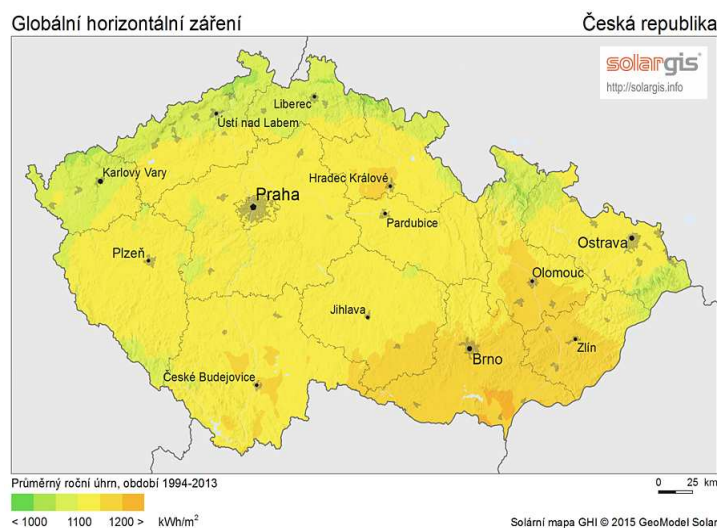 Globální horizontální záření
Česká republika
solargis
http://solargis.info
Liberec
Ústí nad Labem
Karlovy Vary
Hradec Králové
Praha
Pardubice
Ostrava
Plzeň
Olomouc
Jihlava
Zlín
Brno
České Budejovice
Průměrný roční úhrn, období 1994-2013
0 25 km
< 1000 1100 1200 > kWh/m²
Solární mapa GHI © 2015 GeoModel Solar